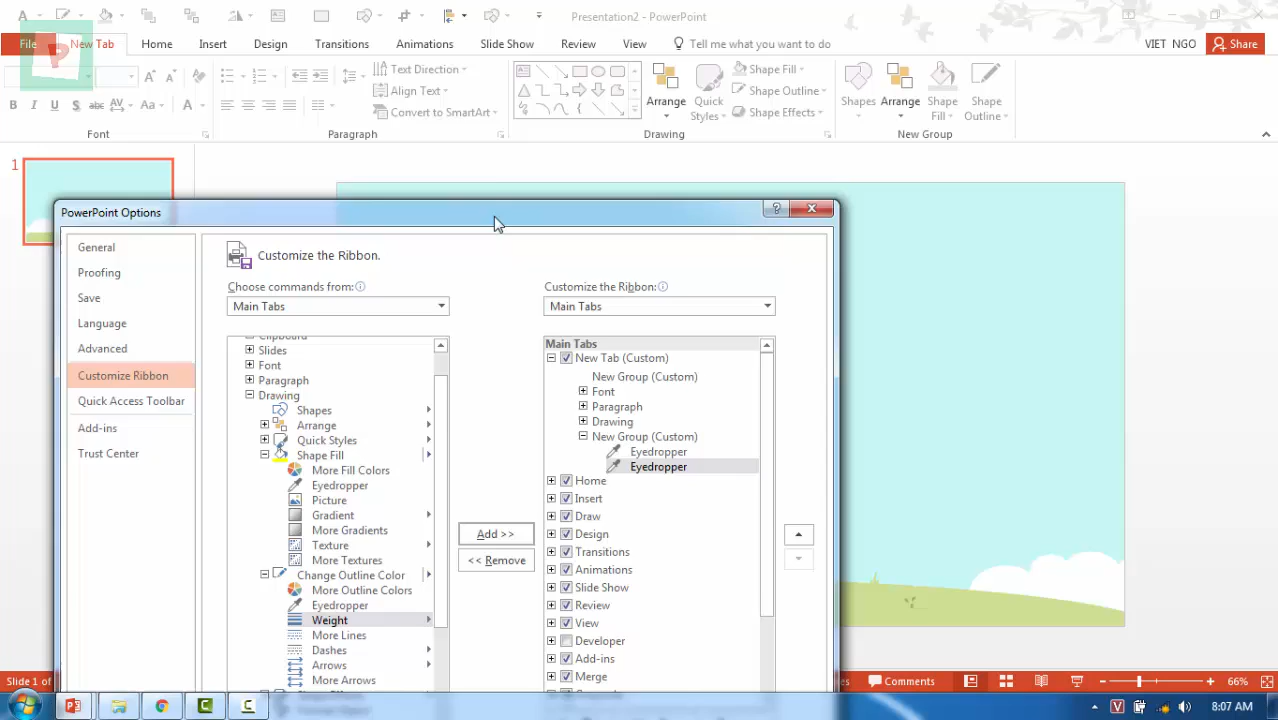 Presentation2 - PowerPoint
File
New Tab
Home
Insert
Design
Transitions
Animations
Slide Show
Review
View
Tell me what you want to do
VIET NGO
Share
Text Direction
Align Text
Convert to SmartArt
B I U S abc AV Aa A
Arrange
Quick Styles
Shape Fill
Shape Outline
Shape Effects
Shapes
Arrange
Shape Fill
Shape Outline
Font
Paragraph
Drawing
New Group
1
PowerPoint Options
General
Proofing
Save
Language
Advanced
Customize Ribbon
Quick Access Toolbar
Add-ins
Trust Center
Customize the Ribbon.
Choose commands from:
Main Tabs
Clipboard
Slides
Font
Paragraph
Drawing
Shapes
Arrange
Quick Styles
Shape Fill
More Fill Colors
Eyedropper
Picture
Gradient
More Gradients
Texture
More Textures
Change Outline Color
More Outline Colors
Eyedropper
Weight
More Lines
Dashes
Arrows
More Arrows
Add >>
<< Remove
Customize the Ribbon:
Main Tabs
Main Tabs
New Tab (Custom)
New Group (Custom)
Font
Paragraph
Drawing
New Group (Custom)
Eyedropper
Eyedropper
Home
Insert
Draw
Design
Transitions
Animations
Slide Show
Review
View
Developer
Add-ins
Merge
Slide 1 of
Comments
66%
8:07 AM